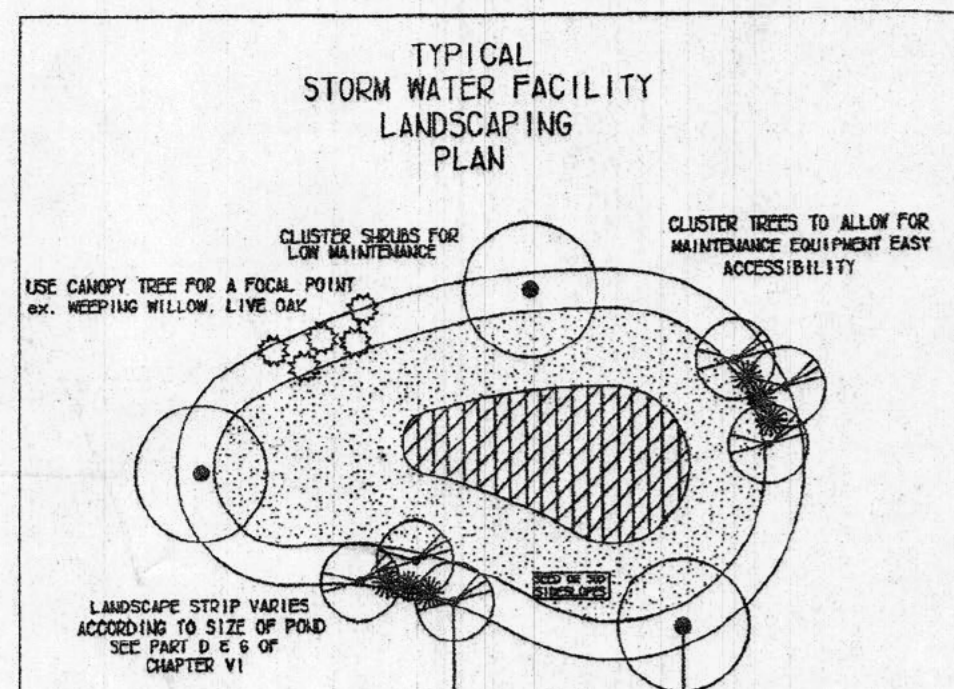 TYPICAL
STORM WATER FACILITY
LANDSCAPING
PLAN
CLUSTER SHRUBS FOR
LOW MAINTENANCE
CLUSTER TREES TO ALLOW FOR
MAINTENANCE EQUIPMENT EASY
ACCESSIBILITY
USE CANOPY TREE FOR A FOCAL POINT
ex. WEEPING WILLOW, LIVE OAK
SEED OR SOD
SIDESLOPES
LANDSCAPE STRIP VARIES
ACCORDING TO SIZE OF POND
SEE PART D & G OF
CHAPTER VI